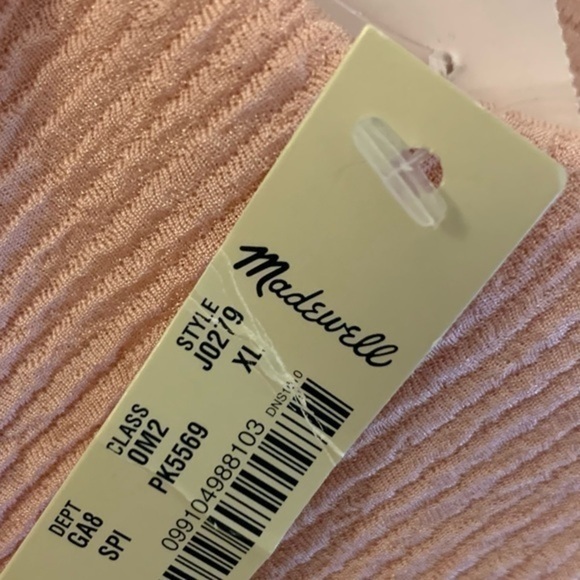 Madewell
STYLE
J0279
XL
CLASS
0M2
PK5569
DEPT
GA8
SPI
099104988103